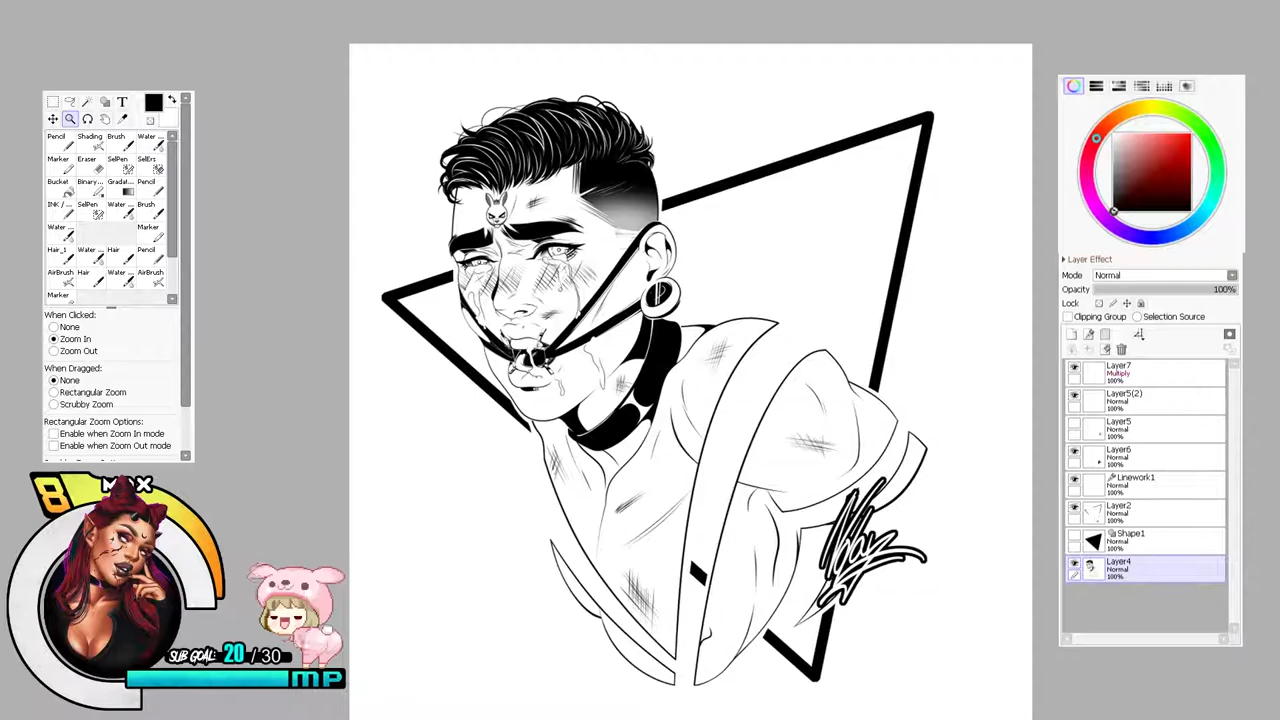 T
Pencil Shading Brush Water ...
Marker Eraser SelPen SelErs
Bucket Binary... Gradat... Pencil
INK / ... SelPen Water ... Brush
Water ... Marker
Hair_1 Water ... Hair Pencil
AirBrush Hair Water ... AirBrush
Marker
When Clicked:
None
Zoom In
Zoom Out
When Dragged:
None
Rectangular Zoom
Scrubby Zoom
Rectangular Zoom Options:
Enable when Zoom In mode
Enable when Zoom Out mode
8 MAX
SUB GOAL: 20 / 30
MP
Layer Effect
Mode Normal
Opacity 100%
Lock
Clipping Group Selection Source
Layer7
Multiply
100%
Layer5(2)
Normal
100%
Layer5
Normal
100%
Layer6
Normal
100%
Linework1
Normal
100%
Layer2
Normal
100%
Shape1
Normal
100%
Layer4
Normal
100%